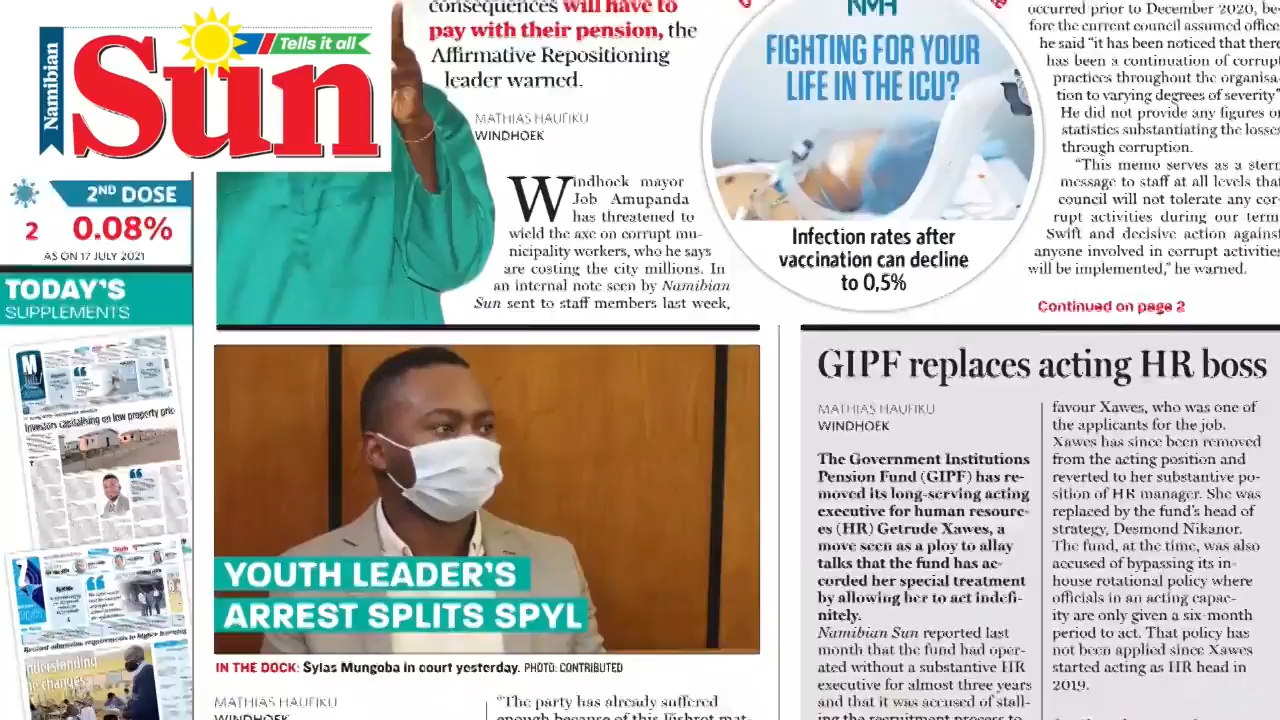 Namibian
Sun
Tells it all
2ND DOSE
2 0.08%
AS ON 17 JULY 2021
TODAY'S
SUPPLEMENTS
Investors capitalising on low property
consequences will have to
pay with their pension, the
Affirmative Repositioning
leader warned.
MATHIAS HAUFIKU
WINDHOEK
Windhoek mayor
Job Amupanda
has threatened to
wield the axe on corrupt mu-
nicipality workers, who he says
are costing the city millions. In
an internal note seen by Namibian
Sun sent to staff members last week,
NMH
FIGHTING FOR YOUR
LIFE IN THE ICU?
Infection rates after
vaccination can decline
to 0,5%
occurred prior to December 2020, be-
fore the current council assumed office,
he said "it has been noticed that there
has been a continuation of corrupt
practices throughout the organisa-
tion to varying degrees of severity"
He did not provide any figures or
statistics substantiating the losses
through corruption.
"This memo serves as a stern
message to staff at all levels that
council will not tolerate any cor-
rupt activities during our term.
Swift and decisive action against
anyone involved in corrupt activities
will be implemented," he warned.
Continued on page 2
YOUTH LEADER'S
ARREST SPLITS SPYL
IN THE DOCK: Sylas Mungoba in court yesterday. PHOTO: CONTRIBUTED
MATHIAS HAUFIKU
WINDHOEK
"The party has already suffered
enough because of this Fishrot mat-
GIPF replaces acting HR boss
MATHIAS HAUFIKU
WINDHOEK
The Government Institutions
Pension Fund (GIPF) has re-
moved its long-serving acting
executive for human resourc-
es (HR) Getrude Xawes, a
move seen as a ploy to allay
talks that the fund has ac-
corded her special treatment
by allowing her to act indefi-
nitely.
Namibian Sun reported last
month that the fund had oper-
ated without a substantive HR
executive for almost three years
and that it was accused of stall-
ing the recruitment process to
favour Xawes, who was one of
the applicants for the job.
Xawes has since been removed
from the acting position and
reverted to her substantive po-
sition of HR manager. She was
replaced by the fund's head of
strategy, Desmond Nikanor.
The fund, at the time, was also
accused of bypassing its in-
house rotational policy where
officials in an acting capac-
ity are only given a six-month
period to act. That policy has
not been applied since Xawes
started acting as HR head in
2019.